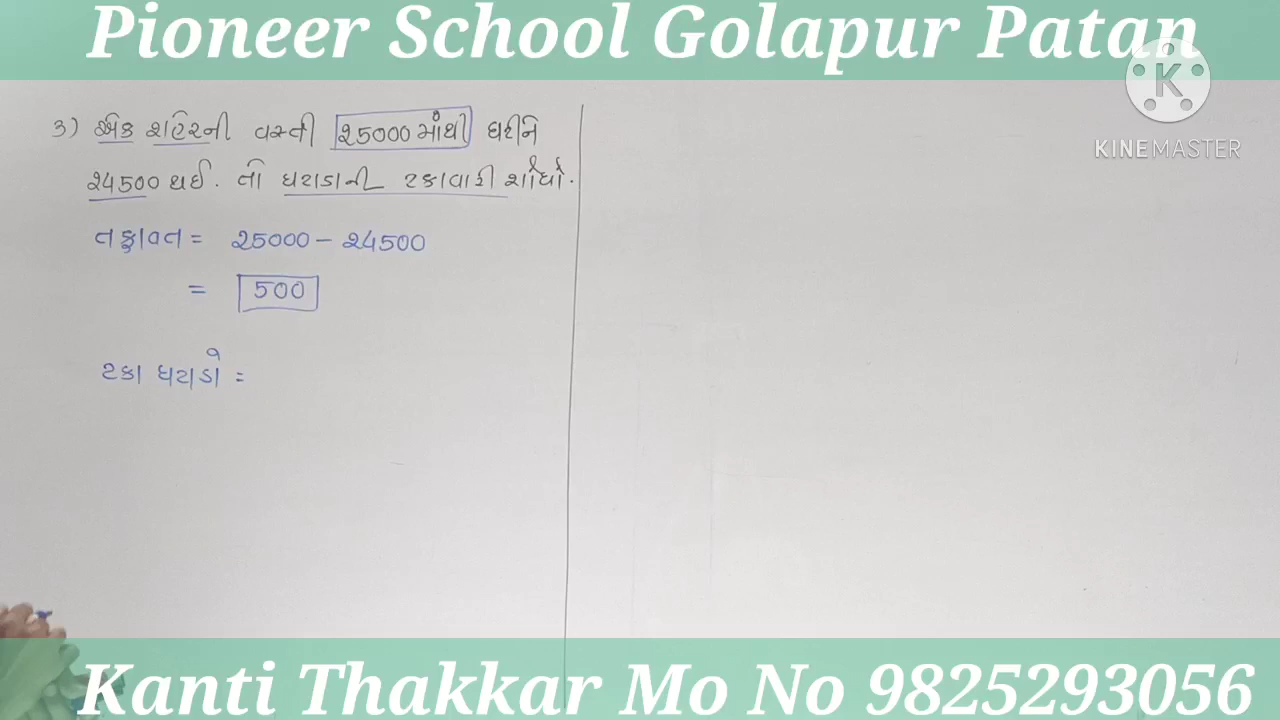 Pioneer School Golapur Patan
KINEMASTER
3) એક શહેરની વસ્તી 25000 માંથી ઘટીને
24500 થઈ. તો ઘટાડાની ટકાવારી શોધો.
તફાવત = 25000 - 24500
= 500
ટકા ઘટાડો =
Kanti Thakkar Mo No 9825293056